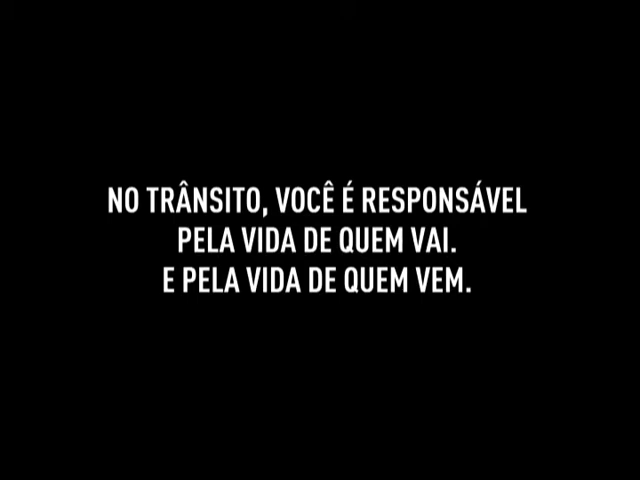 NO TRÂNSITO, VOCÊ É RESPONSÁVEL
PELA VIDA DE QUEM VAI.
E PELA VIDA DE QUEM VEM.